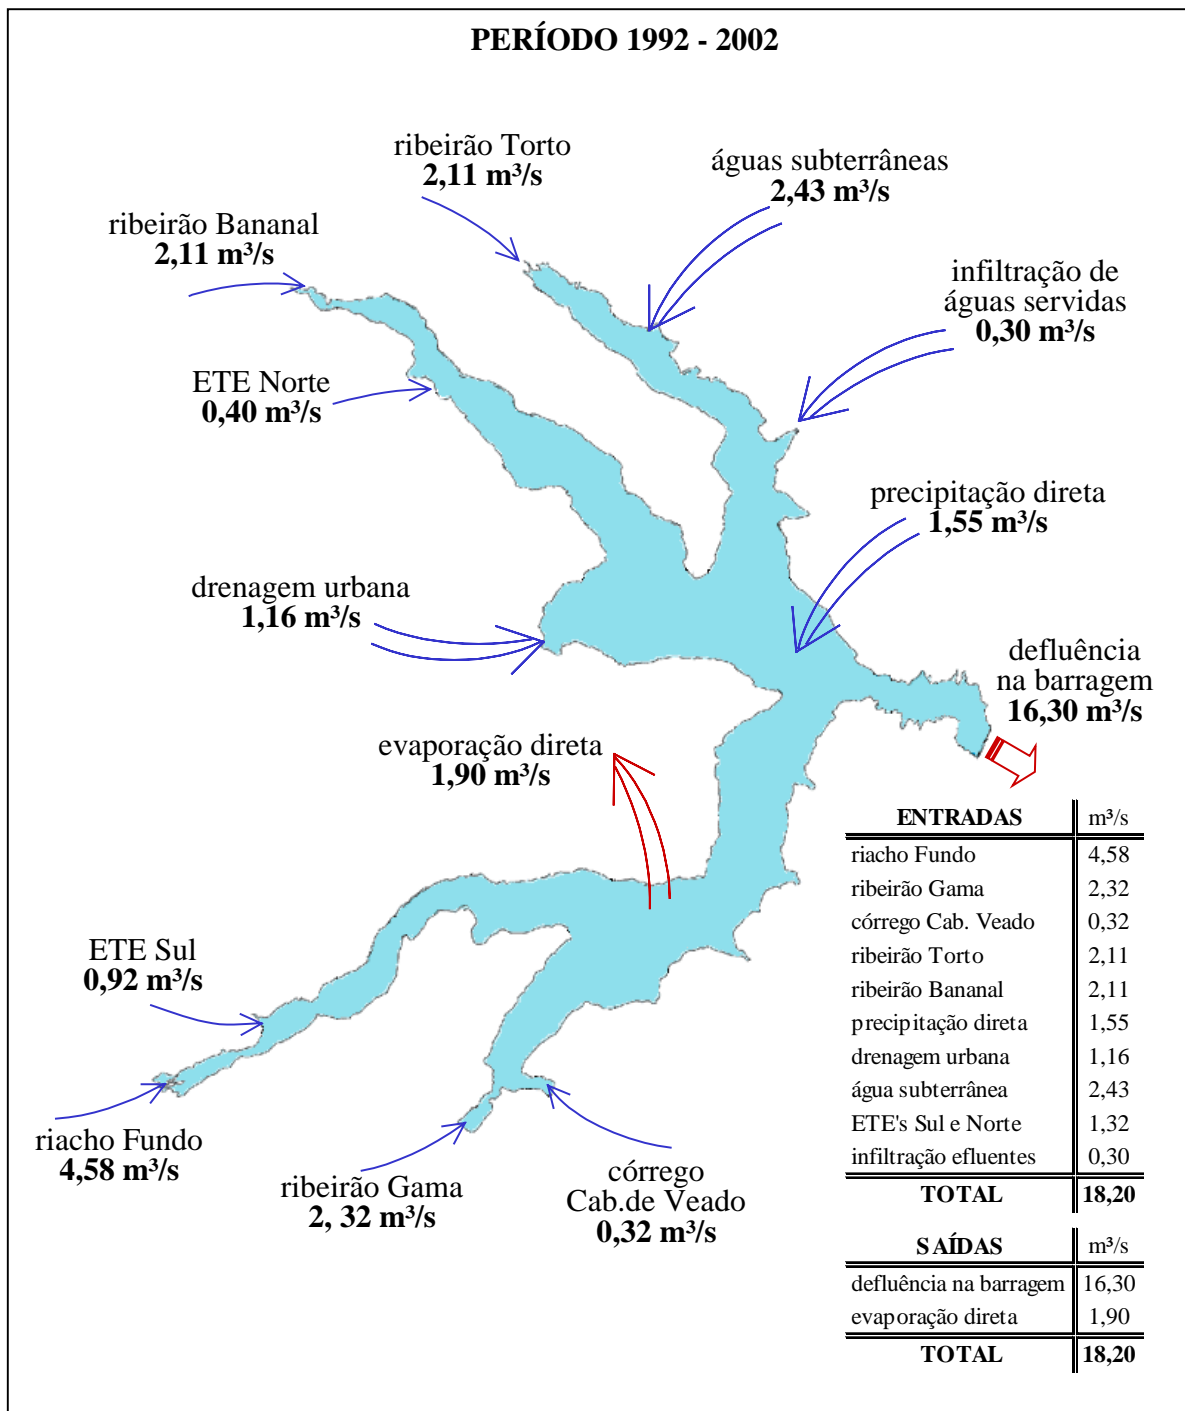 PERÍODO 1992 - 2002
ribeirão Torto
2,11 m³/s
águas subterrâneas
2,43 m³/s
ribeirão Bananal
2,11 m³/s
infiltração de
águas servidas
0,30 m³/s
ETE Norte
0,40 m³/s
precipitação direta
1,55 m³/s
drenagem urbana
1,16 m³/s
defluência
na barragem
16,30 m³/s
evaporação direta
1,90 m³/s
ETE Sul
0,92 m³/s
riacho Fundo
4,58 m³/s
ribeirão Gama
2, 32 m³/s
córrego
Cab.de Veado
0,32 m³/s
ENTRADAS m³/s
riacho Fundo 4,58
ribeirão Gama 2,32
córrego Cab. Veado 0,32
ribeirão Torto 2,11
ribeirão Bananal 2,11
precipitação direta 1,55
drenagem urbana 1,16
água subterrânea 2,43
ETE's Sul e Norte 1,32
infiltração efluentes 0,30
TOTAL 18,20
SAÍDAS m³/s
defluência na barragem 16,30
evaporação direta 1,90
TOTAL 18,20